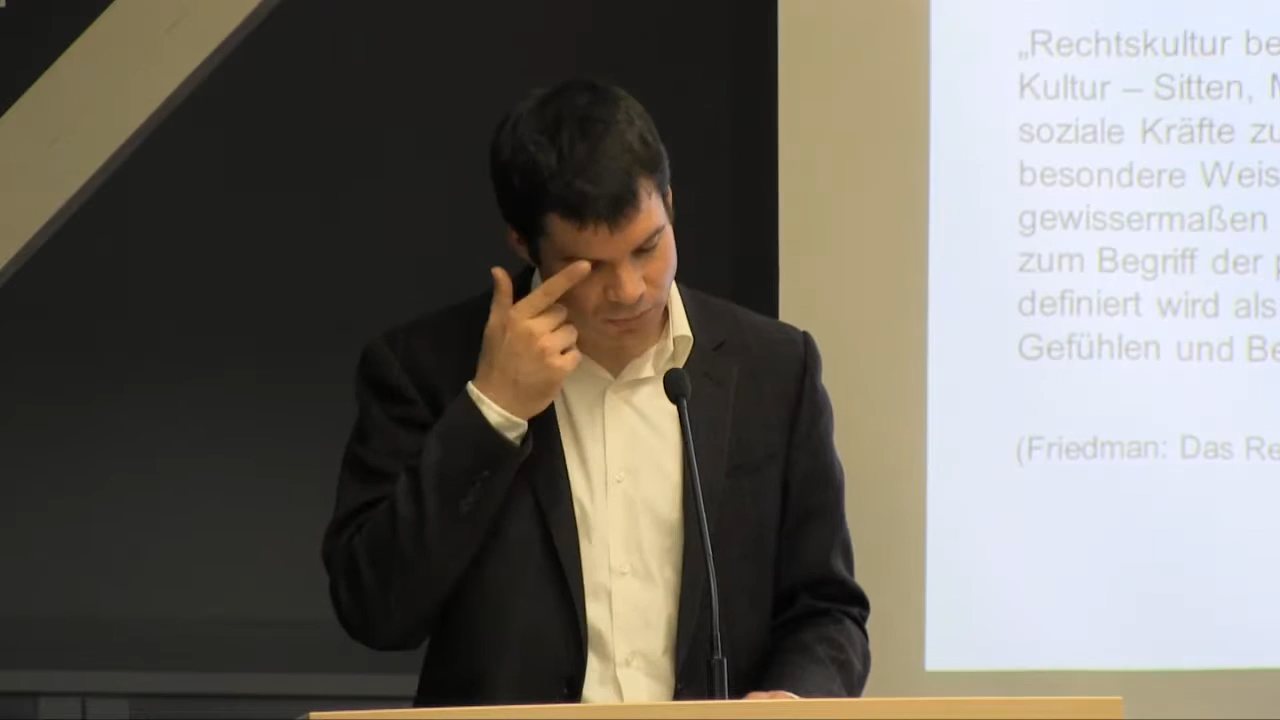 „Rechtskultur be
Kultur – Sitten, M
soziale Kräfte zu
besondere Weis
gewissermaßen
zum Begriff der p
definiert wird als
Gefühlen und Be
(Friedman: Das Re